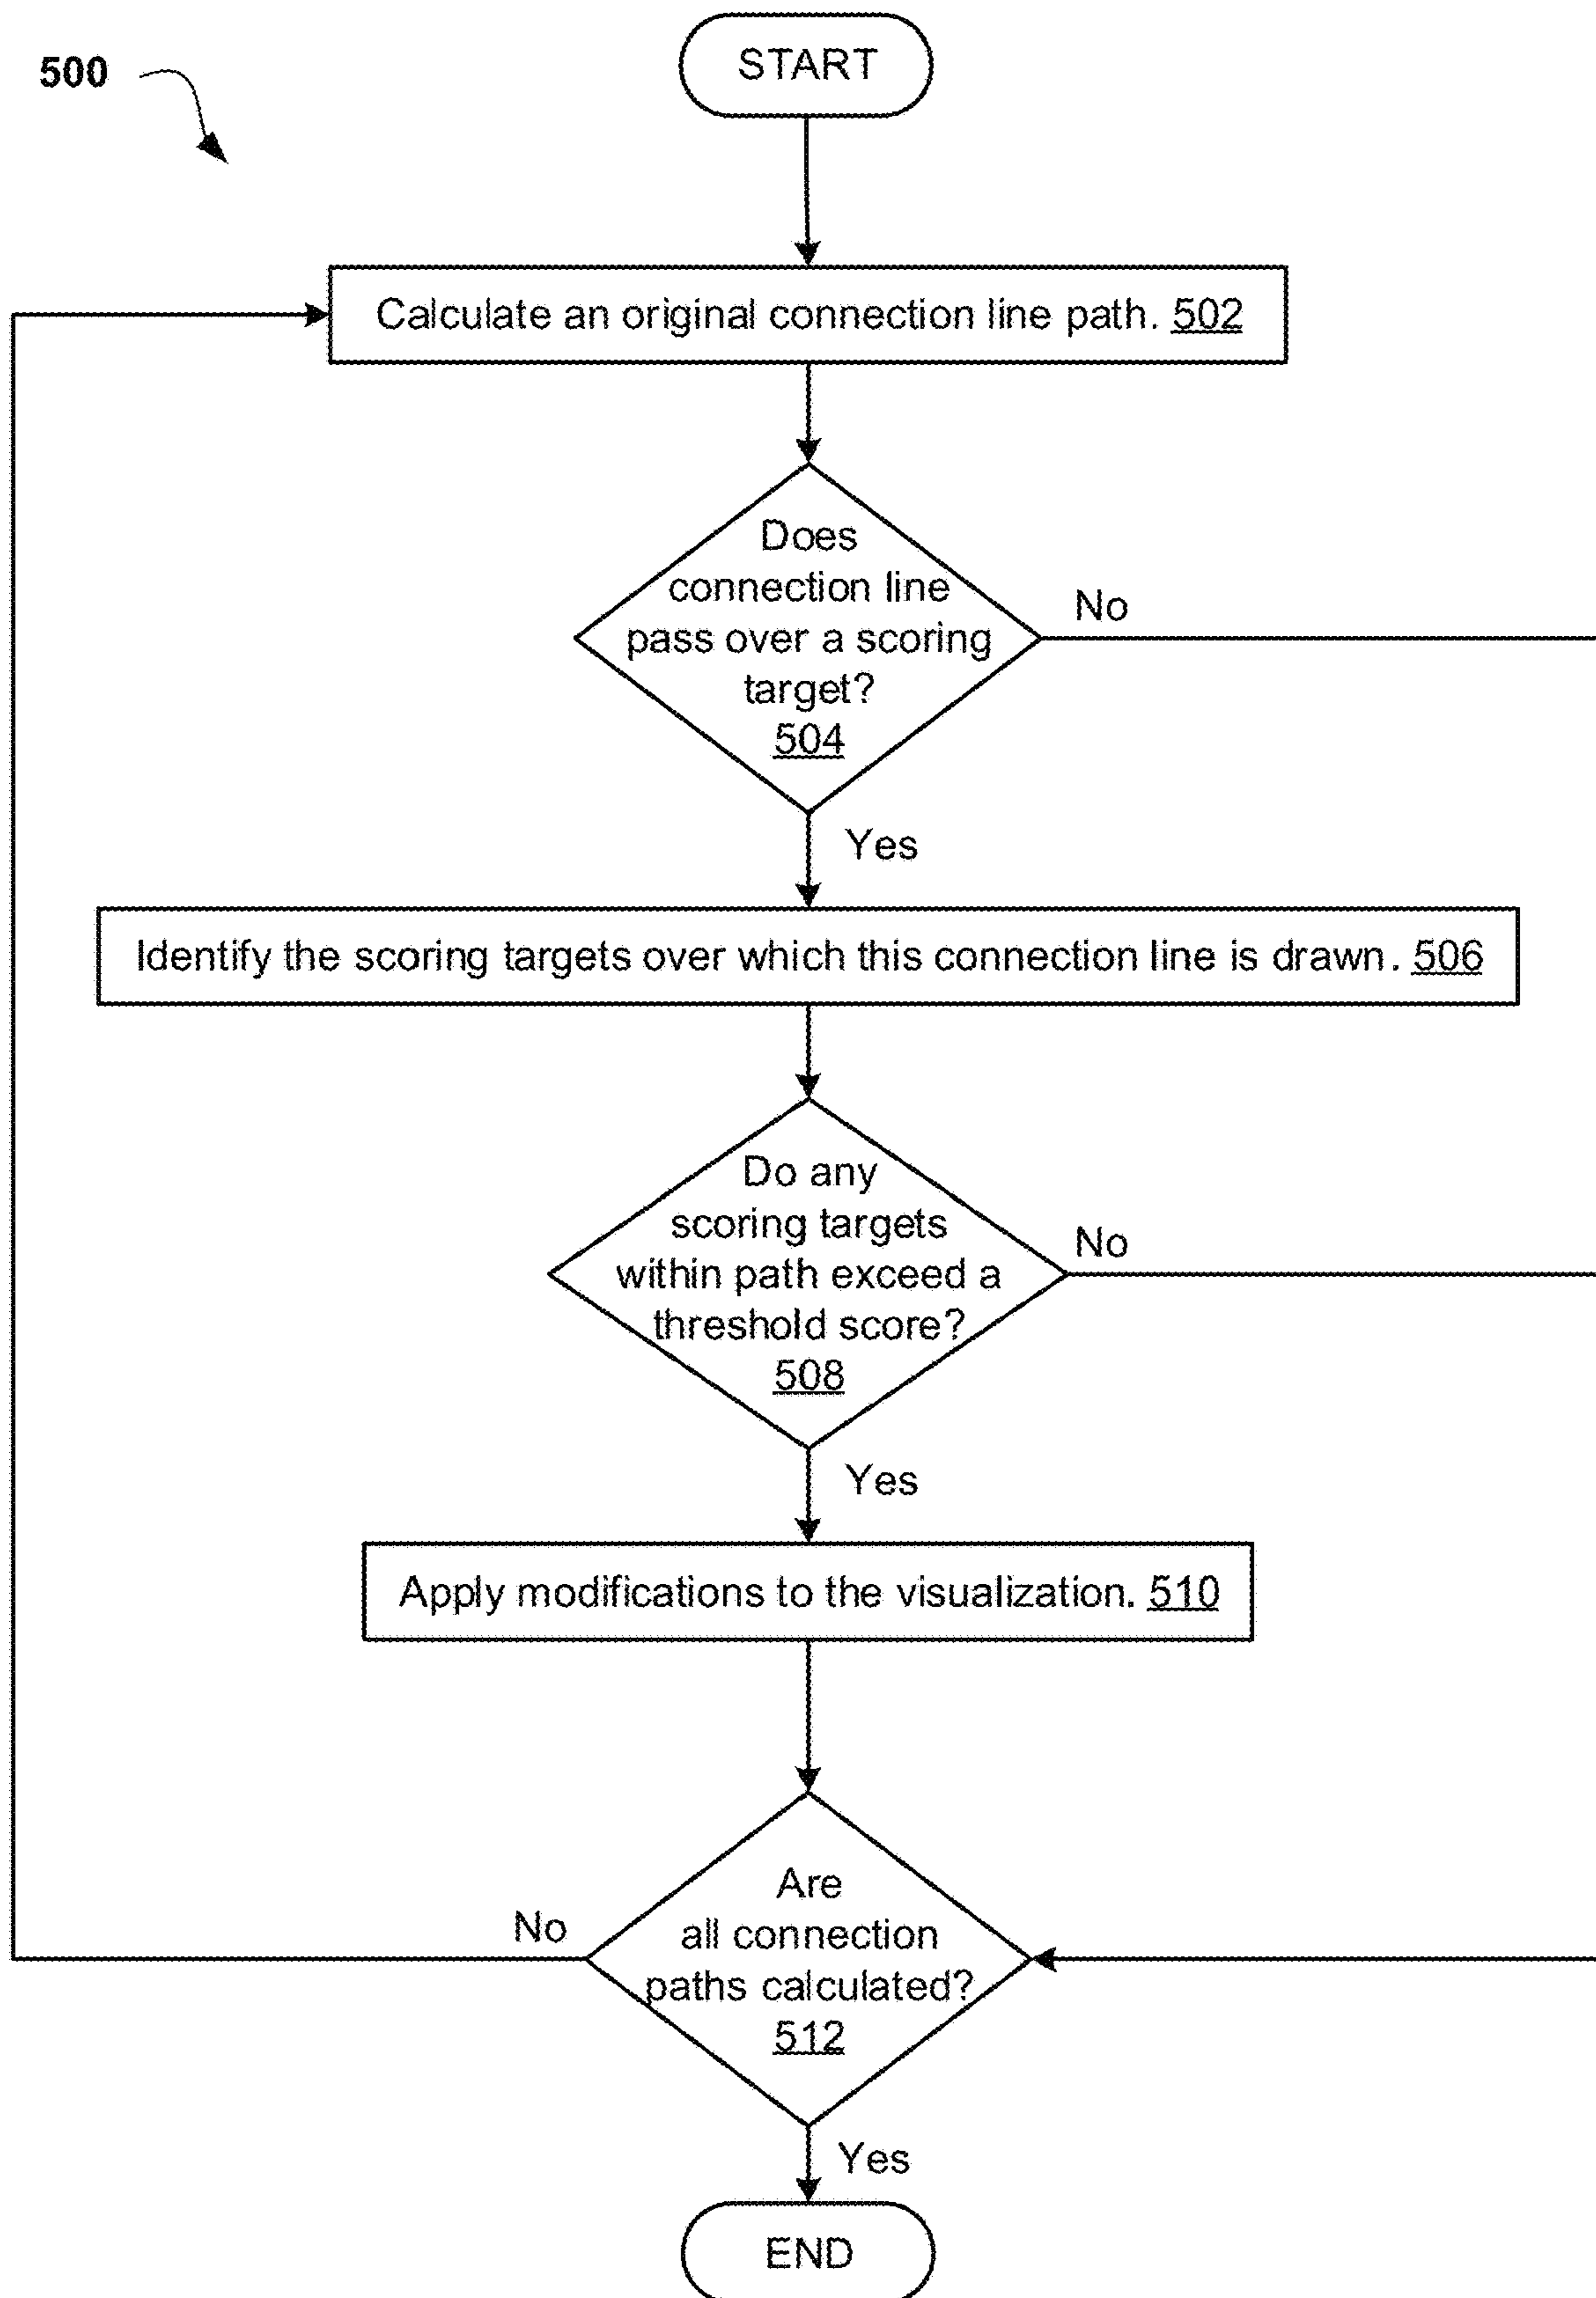 500
START
Calculate an original connection line path. 502
Does
connection line
pass over a scoring
target?
504
No
Yes
Identify the scoring targets over which this connection line is drawn. 506
Do any
scoring targets
within path exceed a
threshold score?
508
No
Yes
Apply modifications to the visualization. 510
Are
all connection
paths calculated?
512
No
Yes
END